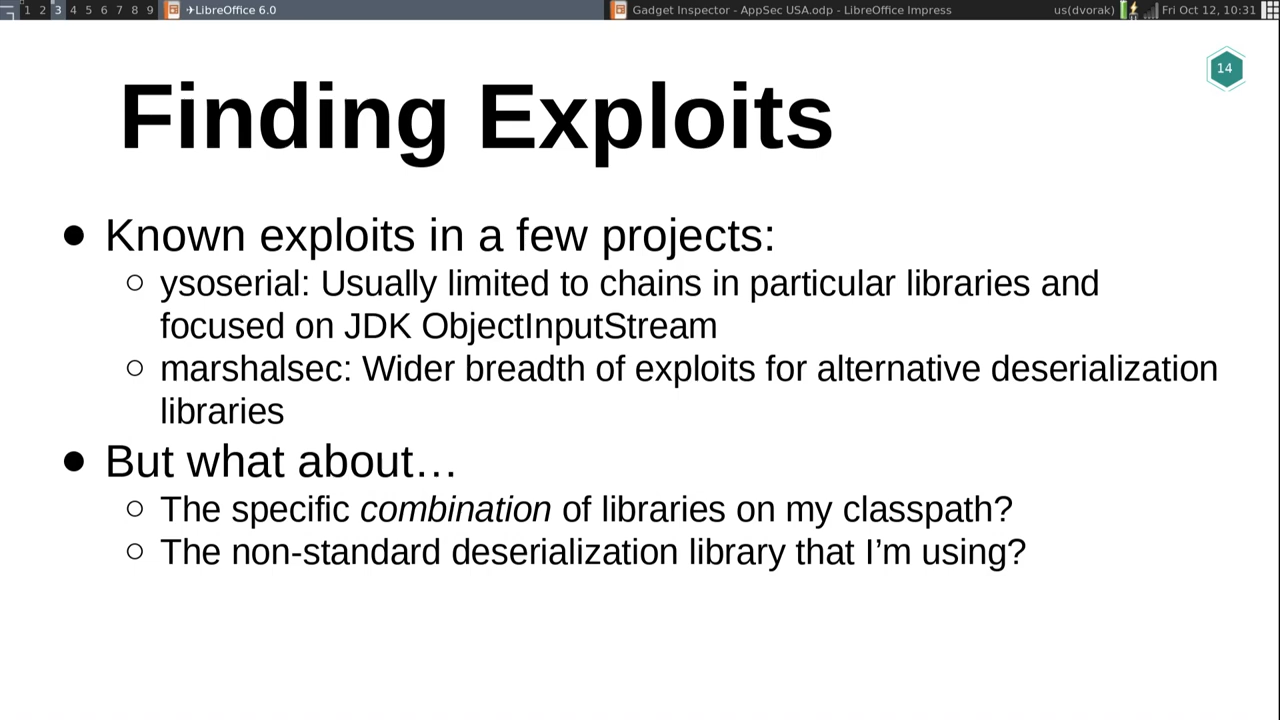 1 2 3 4 5 6 7 8 9 ✈LibreOffice 6.0 Gadget Inspector - AppSec USA.odp - LibreOffice Impress us(dvorak) Fri Oct 12, 10:31
14
Finding Exploits
● Known exploits in a few projects:
○ ysoserial: Usually limited to chains in particular libraries and
focused on JDK ObjectInputStream
○ marshalsec: Wider breadth of exploits for alternative deserialization
libraries
● But what about…
○ The specific combination of libraries on my classpath?
○ The non-standard deserialization library that I’m using?